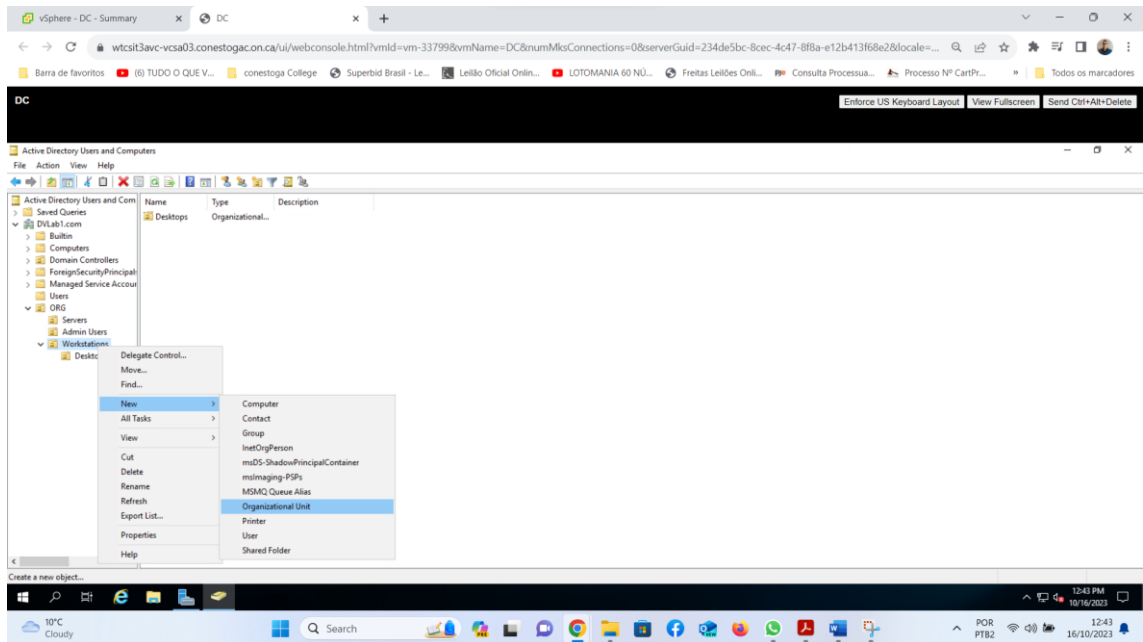 vSphere - DC - Summary
DC
wtcsit3avc-vcsa03.conestogac.on.ca/ui/webconsole.html?vmId=vm-33799&vmName=DC&numMksConnections=0&serverGuid=234de5bc-8cec-4c47-8f8a-e12b413f68e2&locale=...
Barra de favoritos (6) TUDO O QUE V... conestoga College Superbid Brasil - Le... Leilão Oficial Onlin... LOTOMANIA 60 NÚ... Freitas Leilões Onli... Consulta Processua... Processo Nº CartPr... » Todos os marcadores
DC Enforce US Keyboard Layout View Fullscreen Send Ctrl+Alt+Delete
Active Directory Users and Computers
File Action View Help
Active Directory Users and Com
Saved Queries
DVLab1.com
Builtin
Computers
Domain Controllers
ForeignSecurityPrincipals
Managed Service Accou
Users
ORG
Servers
Admin Users
Workstations
Deskto
Name Type Description
Desktops Organizational...
Delegate Control...
Move...
Find...
New
All Tasks
View
Cut
Delete
Rename
Refresh
Export List...
Properties
Help
Computer
Contact
Group
InetOrgPerson
msDS-ShadowPrincipalContainer
msImaging-PSPs
MSMQ Queue Alias
Organizational Unit
Printer
User
Shared Folder
Create a new object...
12:43 PM
10/16/2023
10°C
Cloudy
Search
POR
PTB2
12:43
16/10/2023